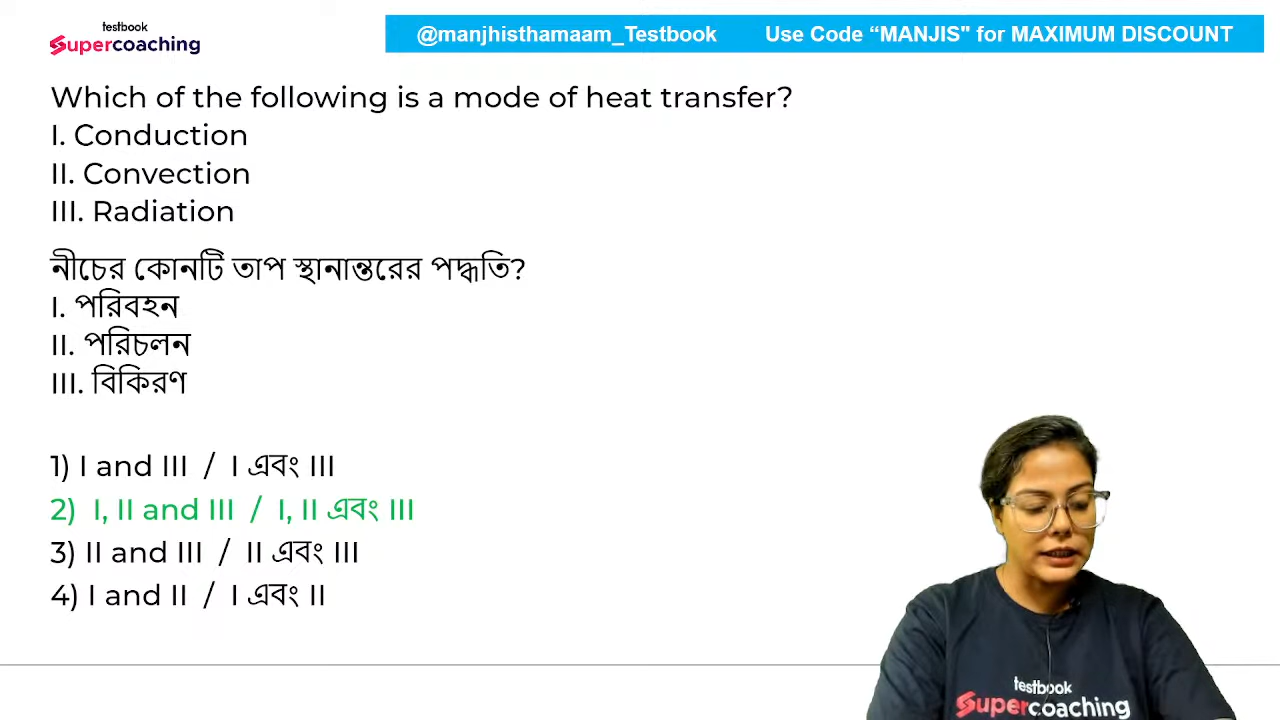 testbook
Supercoaching
@manjhisthamaam_Testbook Use Code “MANJIS" for MAXIMUM DISCOUNT
Which of the following is a mode of heat transfer?
I. Conduction
II. Convection
III. Radiation
নীচের কোনটি তাপ স্থানান্তরের পদ্ধতি?
I. পরিবহন
II. পরিচলন
III. বিকিরণ
1) I and III / I এবং III
2) I, II and III / I, II এবং III
3) II and III / II এবং III
4) I and II / I এবং II
testbook
Supercoaching